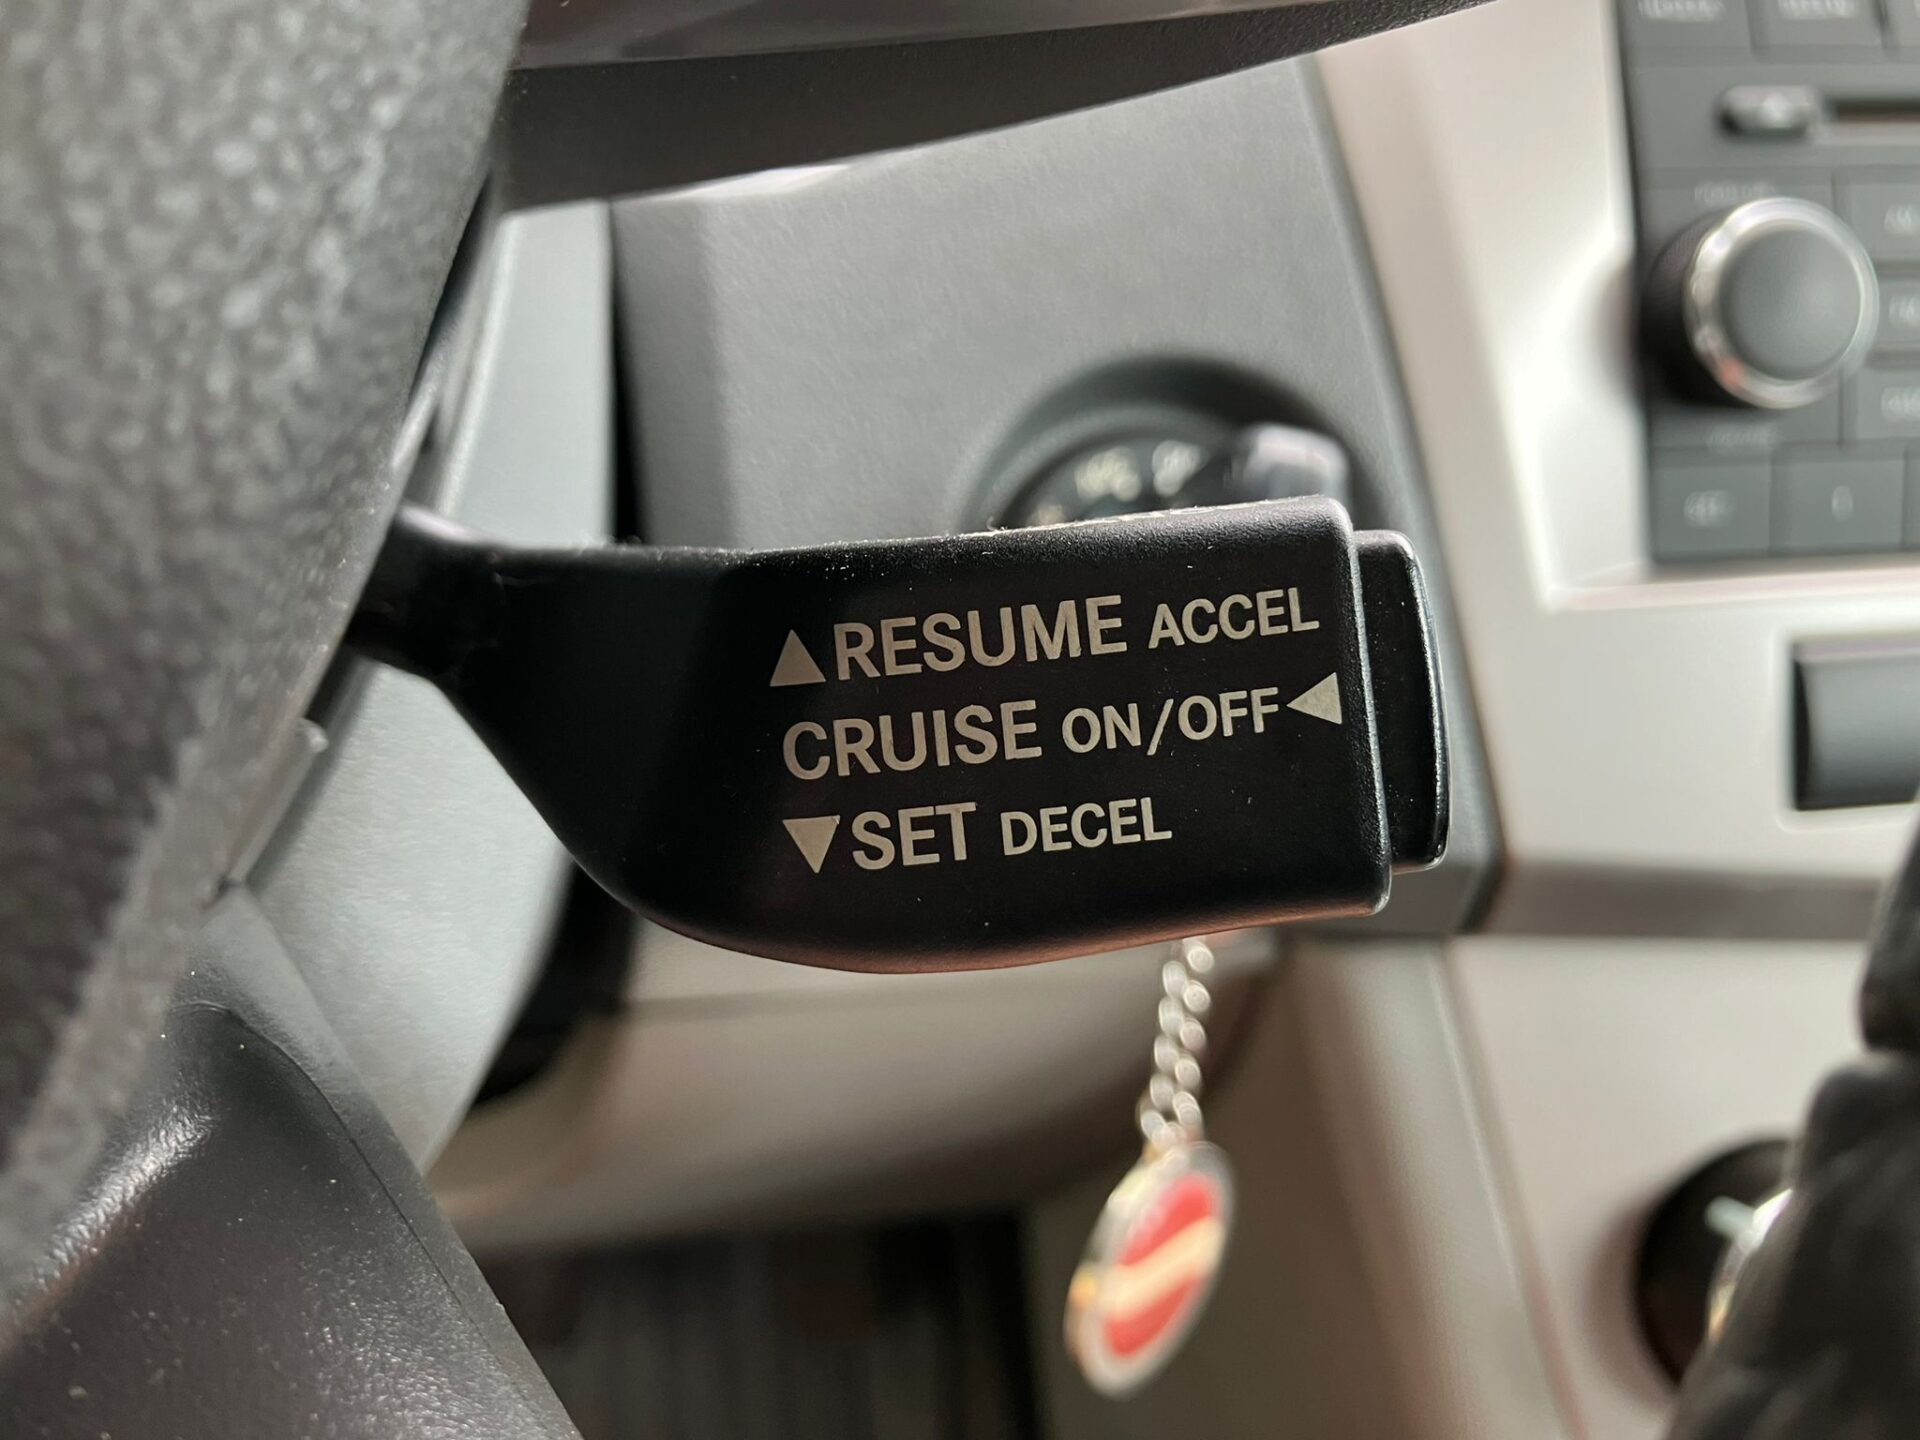 ▲RESUME ACCEL
CRUISE ON/OFF◀
▼SET DECEL